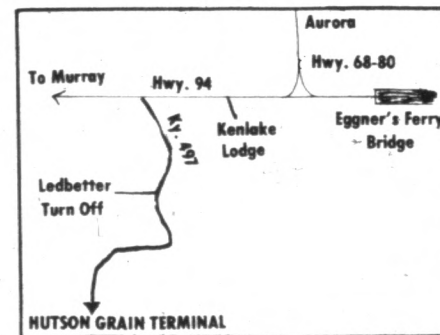 Aurora
Hwy. 68-80
To Murray
Hwy. 94
Ky. 497
Kenlake
Lodge
Eggner's Ferry
Bridge
Ledbetter
Turn Off
HUTSON GRAIN TERMINAL